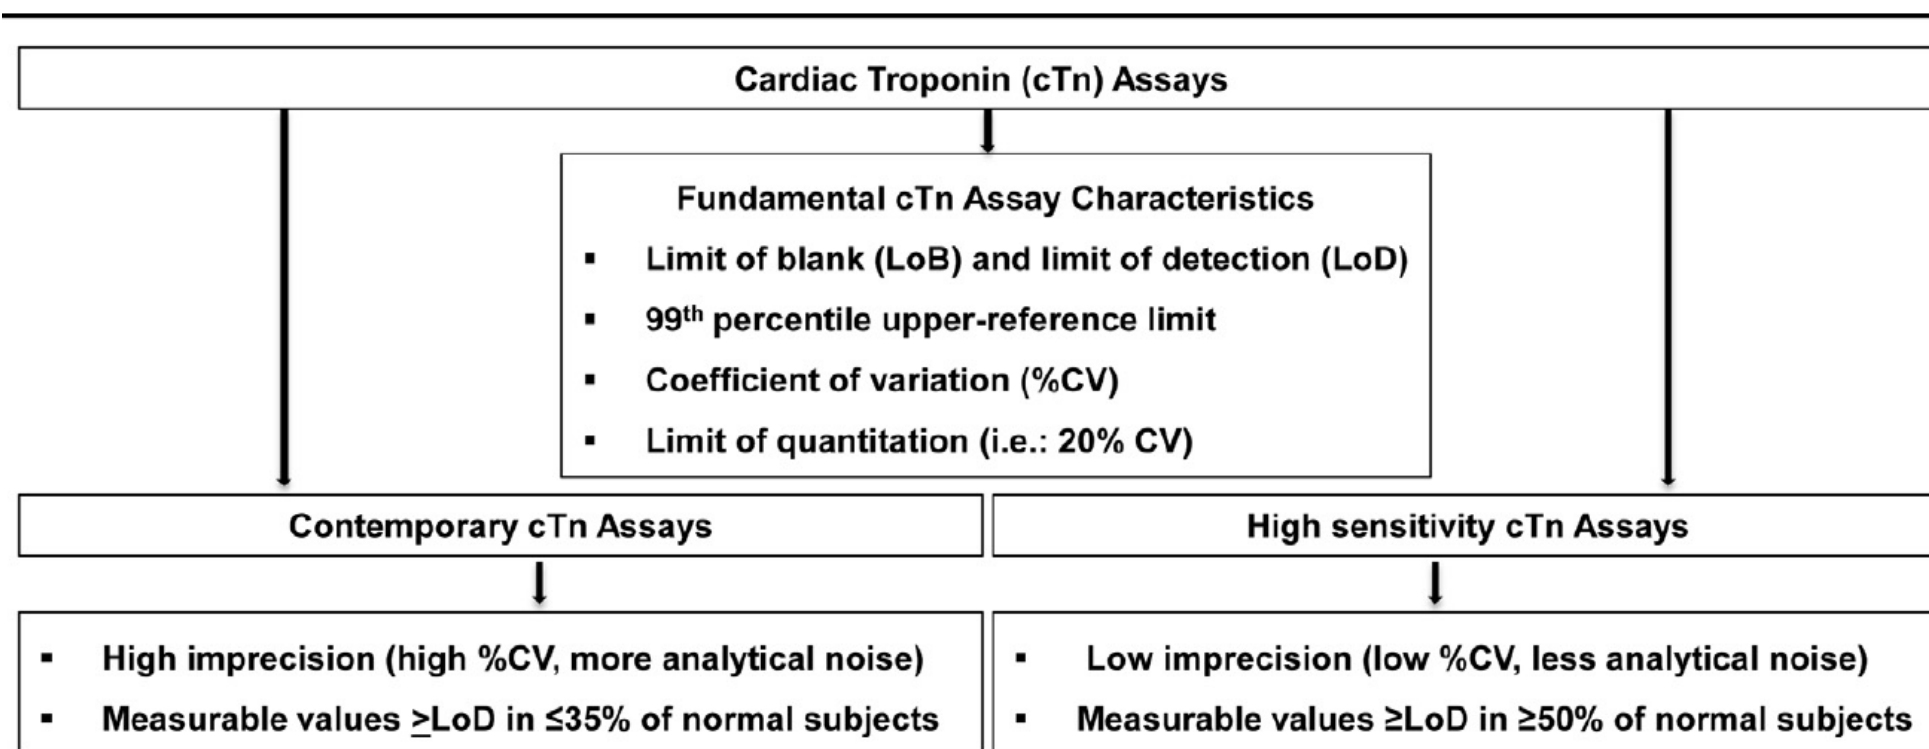 Cardiac Troponin (cTn) Assays
Fundamental cTn Assay Characteristics
▪ Limit of blank (LoB) and limit of detection (LoD)
▪ 99th percentile upper-reference limit
▪ Coefficient of variation (%CV)
▪ Limit of quantitation (i.e.: 20% CV)
Contemporary cTn Assays
▪ High imprecision (high %CV, more analytical noise)
▪ Measurable values ≥LoD in ≤35% of normal subjects
High sensitivity cTn Assays
▪ Low imprecision (low %CV, less analytical noise)
▪ Measurable values ≥LoD in ≥50% of normal subjects